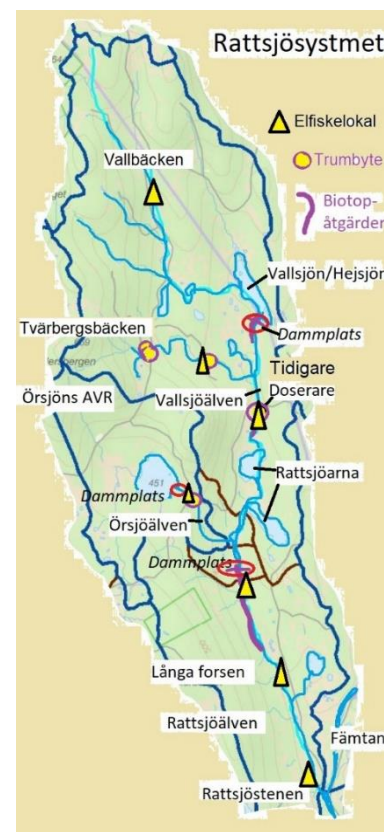 Rattsjösystmet
Elfiskelokal
Trumbyte
Biotop-
åtgärder
Vallbäcken
Vallsjön/Hejsjön
Tvärbergsbäcken
Dammplats
Örsjöns AVR
Tidigare
Doserare
Vallsjöälven
Rattsjöarna
451
Dammplats
Örsjöälven
Dammplats
Långa forsen
Rattsjöälven
Fämtan
Rattsjöstenen